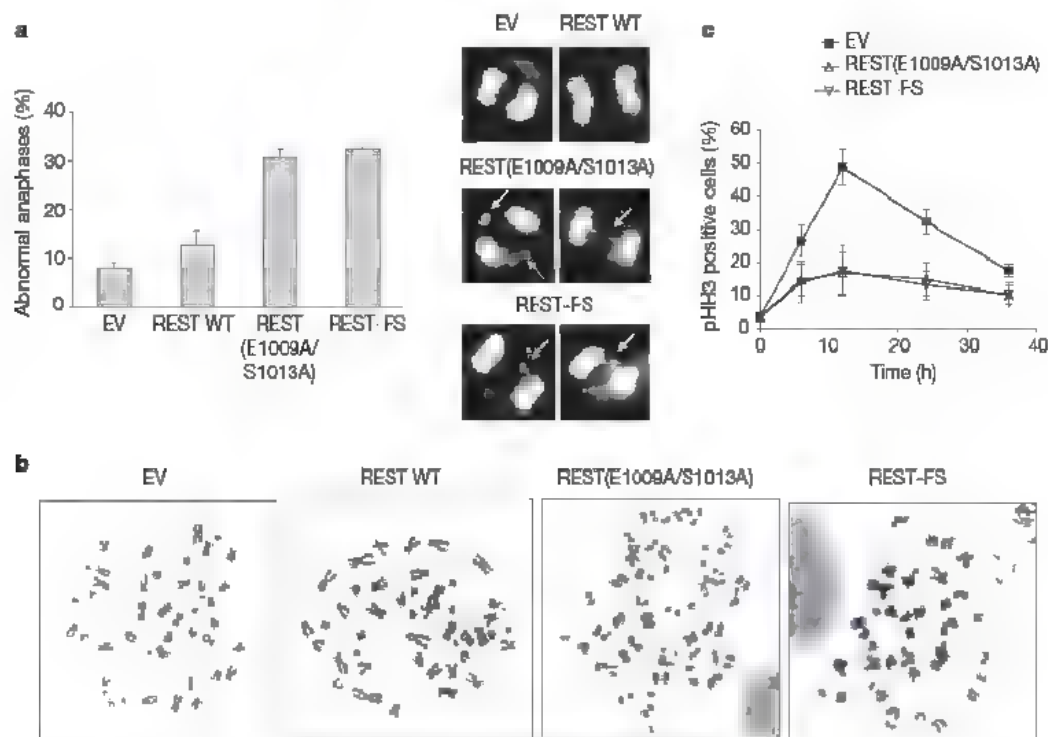 a
Abnormal anaphases (%)
40
30
20
10
0
EV
REST WT
REST
(E1009A/
S1013A)
REST-FS
EV
REST WT
REST(E1009A/S1013A)
REST-FS
c
EV
REST(E1009A/S1013A)
REST-FS
pHH3 positive cells (%)
60
50
40
30
20
10
0
0
10
20
30
40
Time (h)
b
EV
REST WT
REST(E1009A/S1013A)
REST-FS